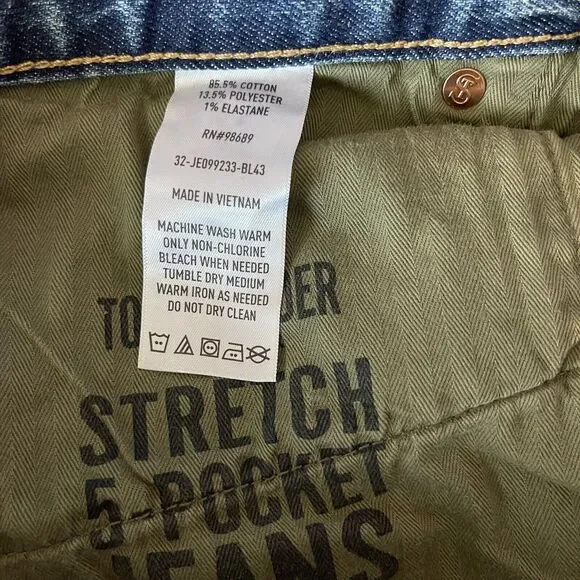 85.5% COTTON
13.5% POLYESTER
1% ELASTANE
RN#98689
32-JE099233-BL43
MADE IN VIETNAM
MACHINE WASH WARM
ONLY NON-CHLORINE
BLEACH WHEN NEEDED
TUMBLE DRY MEDIUM
WARM IRON AS NEEDED
DO NOT DRY CLEAN
STRETCH
5-POCKET
JEANS